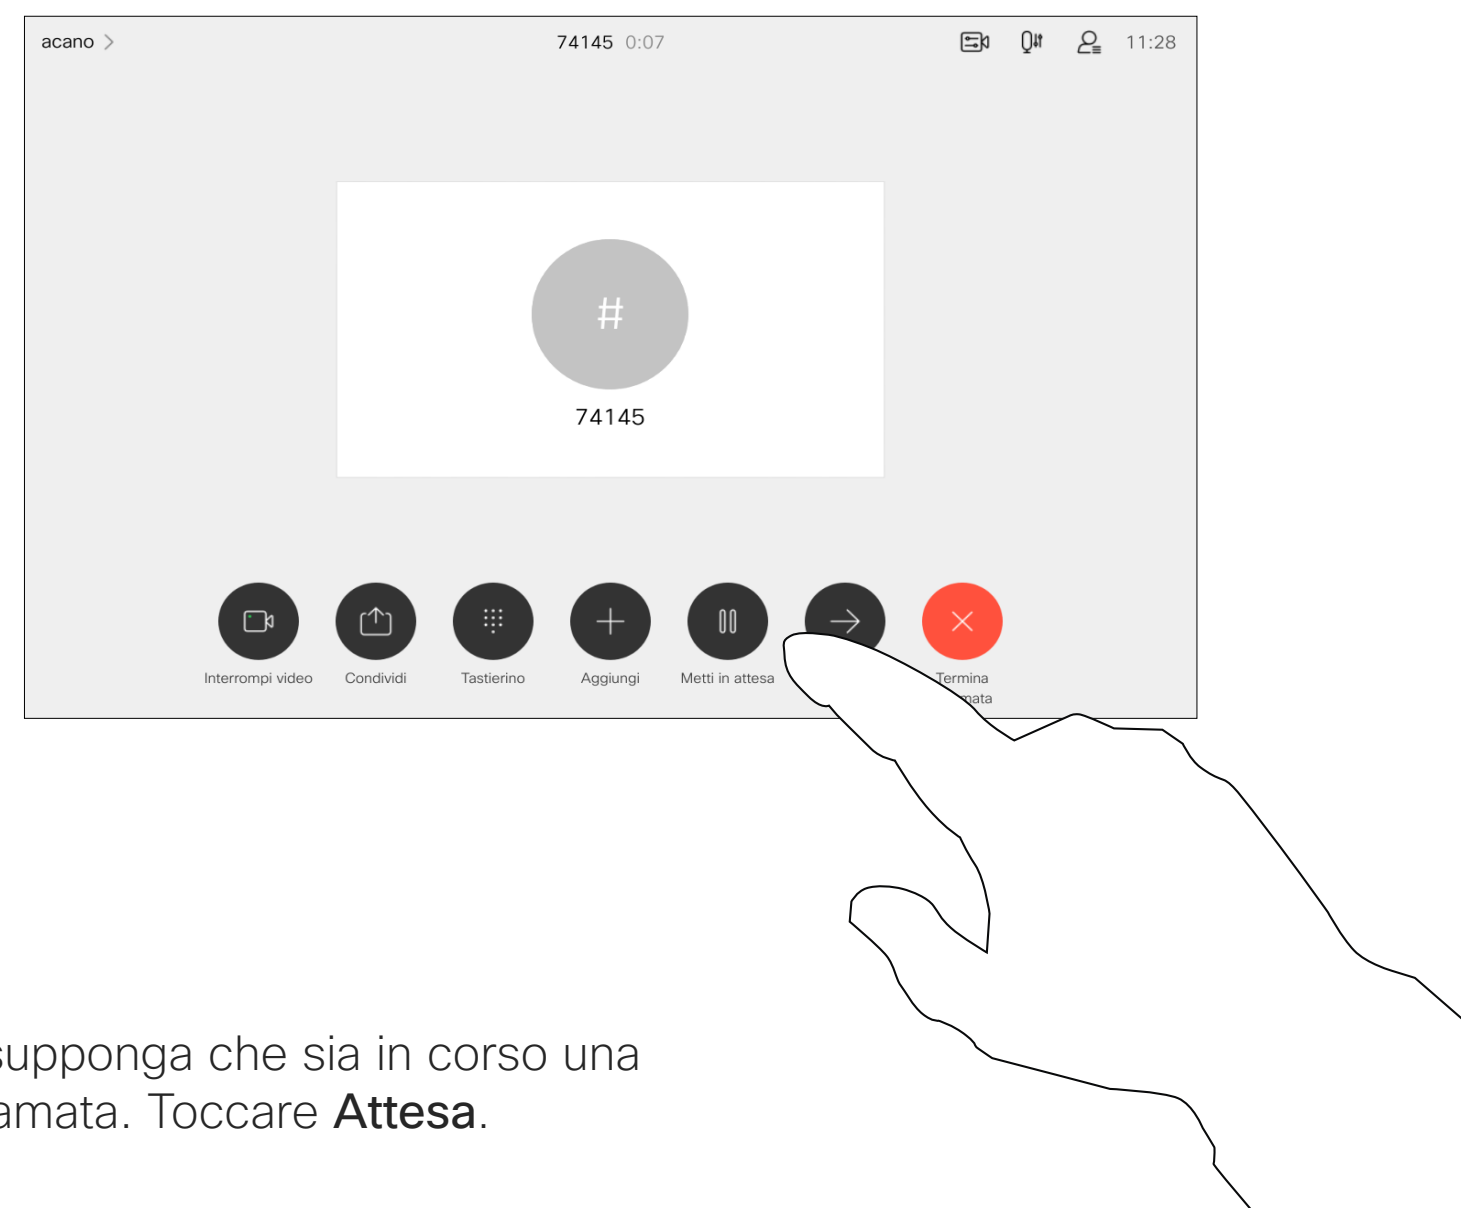 acano
74145 0:07
11:28
#
74145
Interrompi video
Condividi
Tastierino
Aggiungi
Metti in attesa
Termina
supponga che sia in corso una
amata. Toccare Attesa.